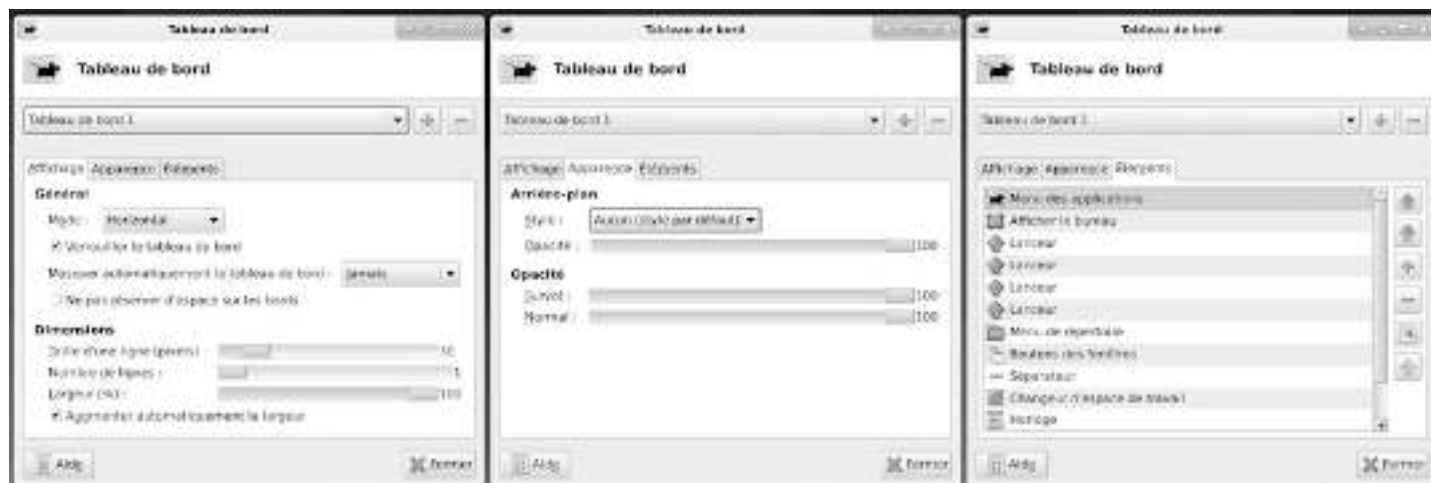 Tableau de bord
Tableau de bord
Tableau de bord 1
Affichage Apparence Éléments
Général
Mode : Horizontal
Verrouiller le tableau de bord
Masquer automatiquement le tableau de bord : Jamais
Ne pas réserver d'espace sur les bords
Dimensions
Taille d'une ligne (pixels) :
Nombre de lignes : 1
Largeur (%) : 100
Augmenter automatiquement la largeur
Aide Fermer
Tableau de bord
Tableau de bord
Tableau de bord 1
Affichage Apparence Éléments
Arrière-plan
Style : Aucun (style par défaut)
Opacité : 100
Opacité
Survol : 100
Normal : 100
Aide Fermer
Tableau de bord
Tableau de bord
Tableau de bord 1
Affichage Apparence Éléments
Menu des applications
Afficher le bureau
Lanceur
Lanceur
Lanceur
Lanceur
Menu de répertoire
Boutons des fenêtres
Séparateur
Changeur d'espace de travail
Horloge
Aide Fermer